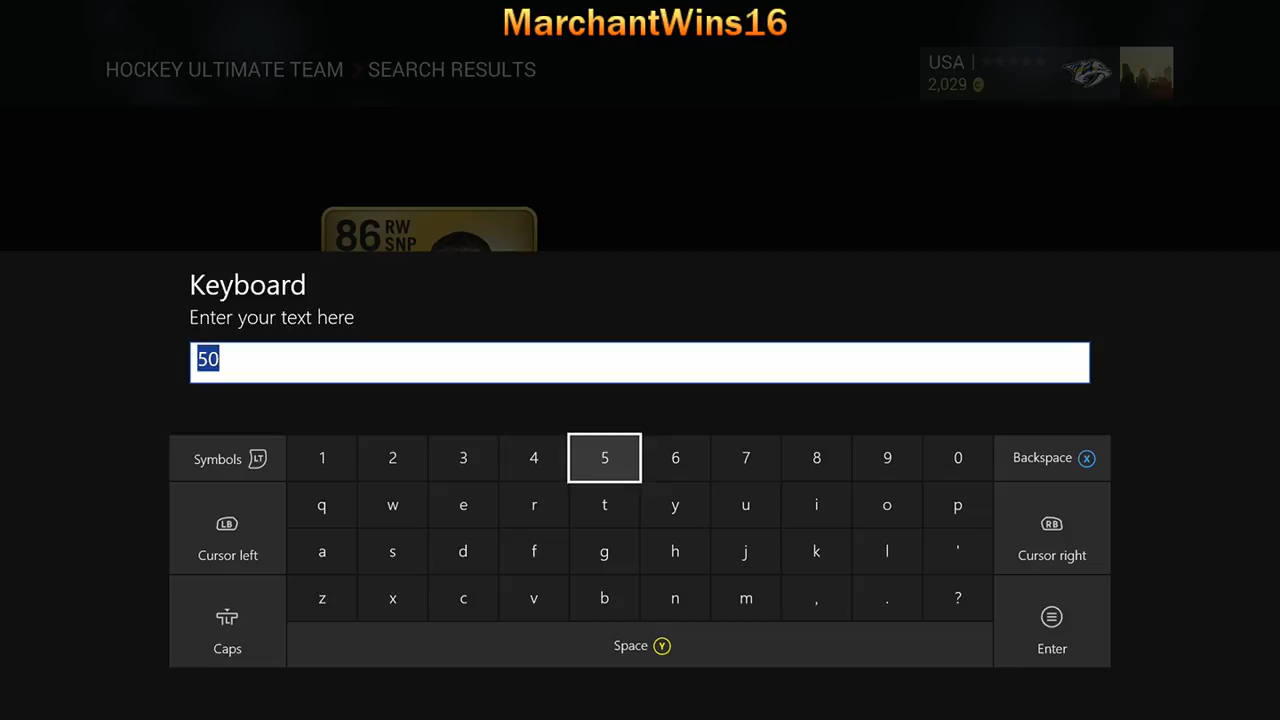 MarchantWins16
HOCKEY ULTIMATE TEAM > SEARCH RESULTS
USA |
2,029
86 RW
SNP
Keyboard
Enter your text here
50
Symbols LT 1 2 3 4 5 6 7 8 9 0 Backspace X
q w e r t y u i o p
LB Cursor left a s d f g h j k l ' RB Cursor right
z x c v b n m , . ?
LT Caps Space Y Enter